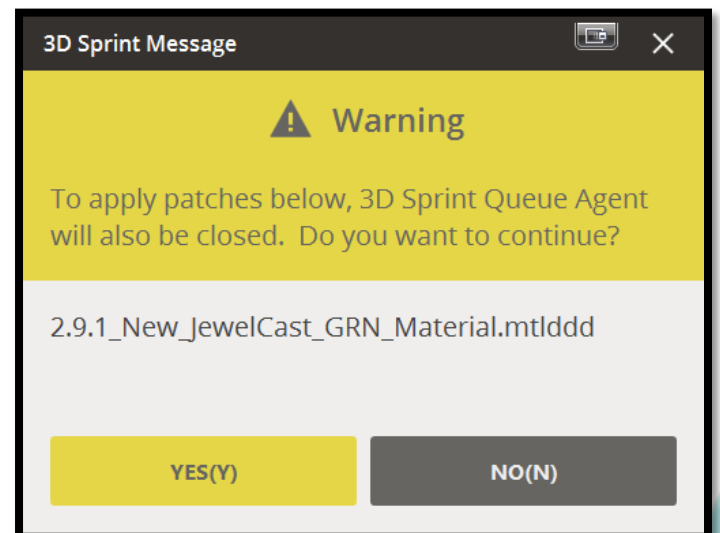 3D Sprint Message
Warning
To apply patches below, 3D Sprint Queue Agent
will also be closed.  Do you want to continue?
2.9.1_New_JewelCast_GRN_Material.mtlddd
YES(Y)
NO(N)